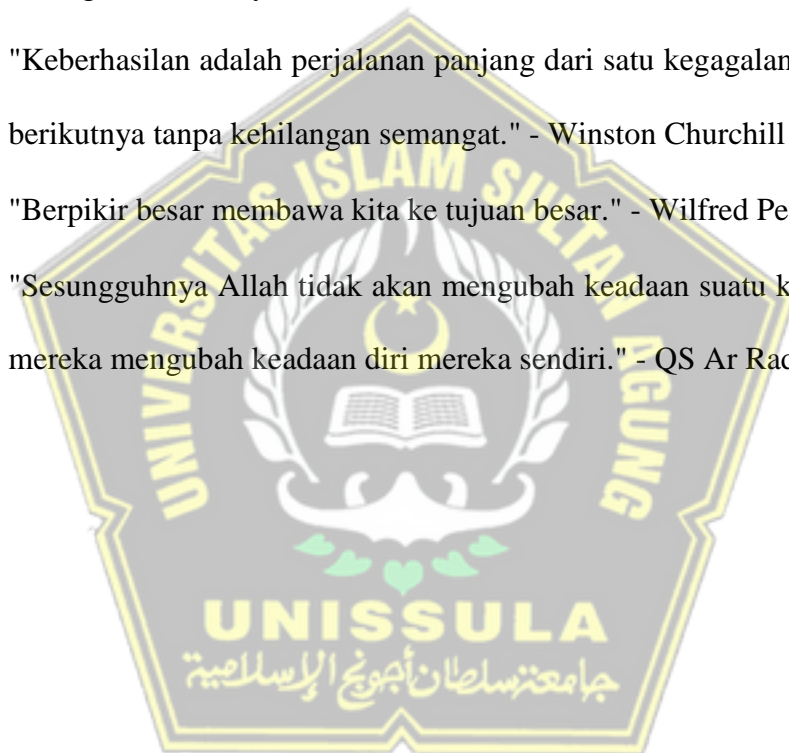 "Keberhasilan adalah perjalanan panjang dari satu kegagalan
berikutnya tanpa kehilangan semangat." - Winston Churchill
"Berpikir besar membawa kita ke tujuan besar." - Wilfred Pe
"Sesungguhnya Allah tidak akan mengubah keadaan suatu k
mereka mengubah keadaan diri mereka sendiri." - QS Ar Rad
UNIVERSITAS ISLAM SULTAN AGUNG
UNISSULA
جامعتنسلطان أجونج الإسلامية